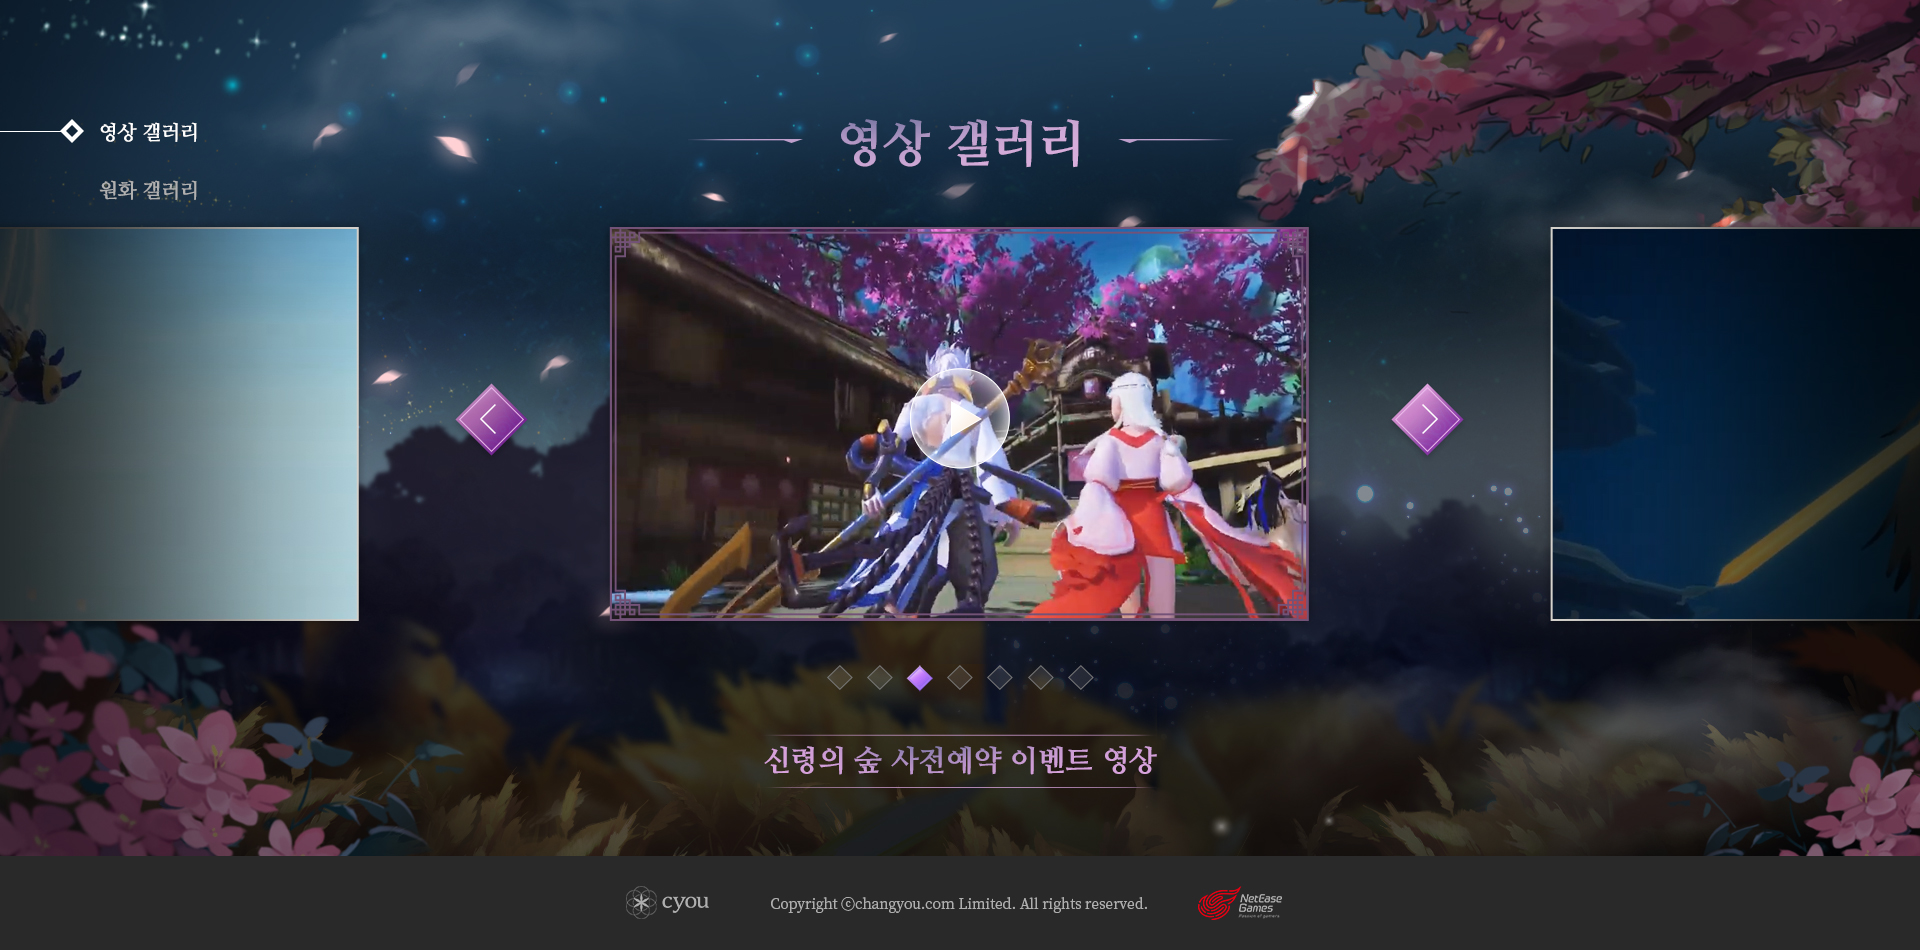 영상 갤러리
영상 갤러리
원화 갤러리
신령의 숲 사전예약 이벤트 영상
cyou
Copyright ⓒchangyou.com Limited. All rights reserved.
NetEase
Games